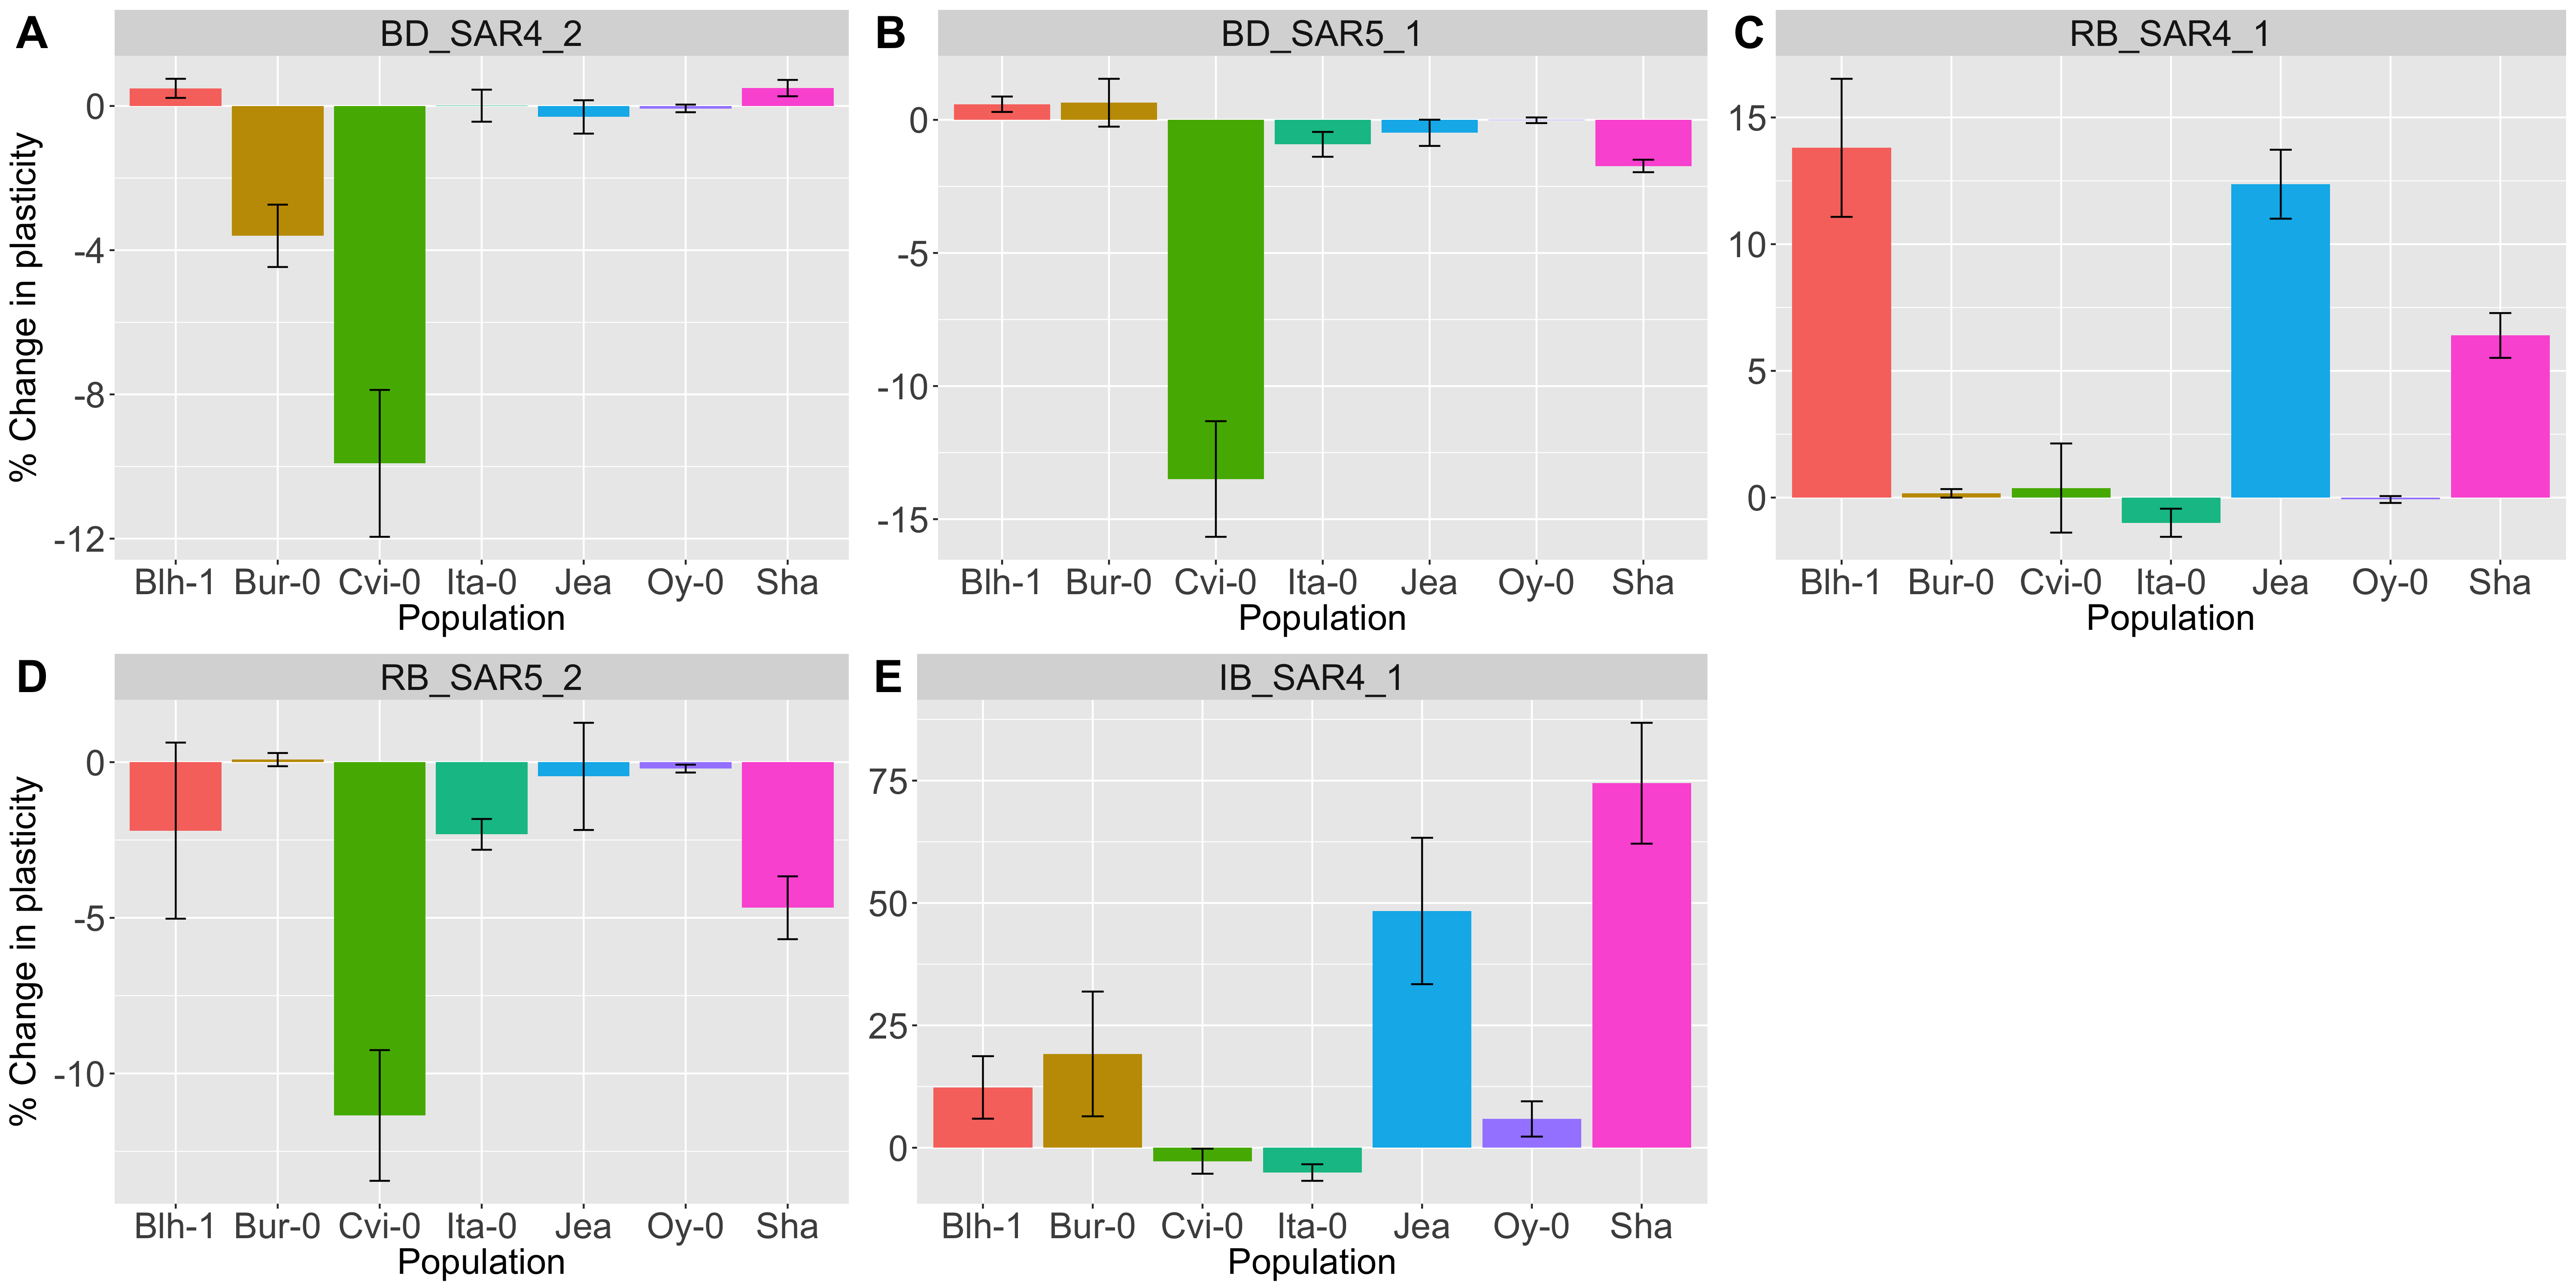 A
BD_SAR4_2
% Change in plasticity
0
-4
-8
-12
Blh-1 Bur-0 Cvi-0 Ita-0 Jea Oy-0 Sha
Population
B
BD_SAR5_1
0
-5
-10
-15
Blh-1 Bur-0 Cvi-0 Ita-0 Jea Oy-0 Sha
Population
C
RB_SAR4_1
15
10
5
0
Blh-1 Bur-0 Cvi-0 Ita-0 Jea Oy-0 Sha
Population
D
RB_SAR5_2
% Change in plasticity
0
-5
-10
Blh-1 Bur-0 Cvi-0 Ita-0 Jea Oy-0 Sha
Population
E
IB_SAR4_1
75
50
25
0
Blh-1 Bur-0 Cvi-0 Ita-0 Jea Oy-0 Sha
Population